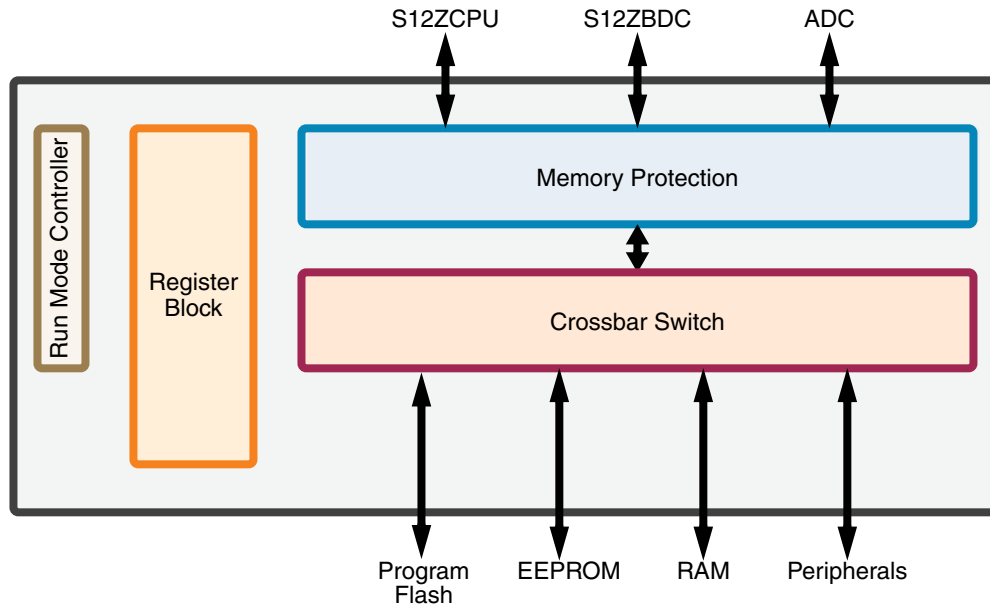 S12ZCPU
S12ZBDC
ADC
Run Mode Controller
Register
Block
Memory Protection
Crossbar Switch
Program
Flash
EEPROM
RAM
Peripherals